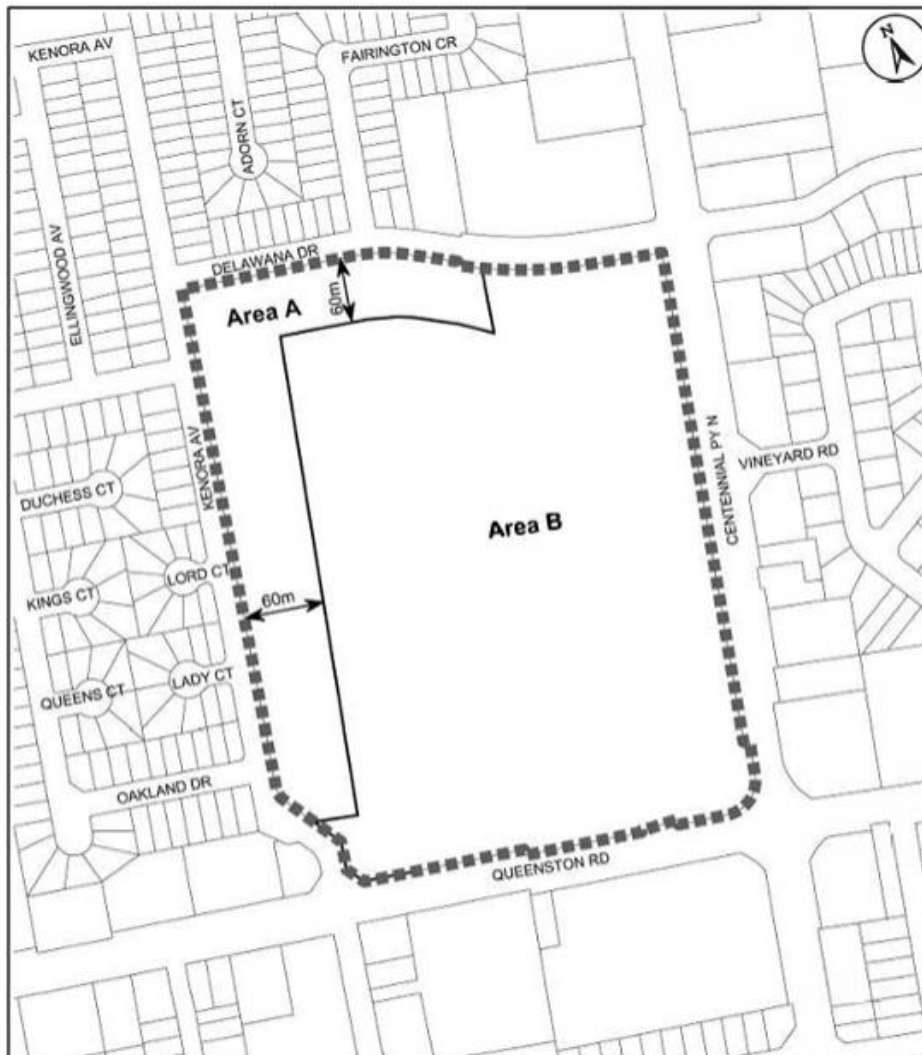 KENORA AV
FAIRINGTON CR
N
ADORN CT
ELLINGWOOD AV
DELAWANA DR
Area A
60m
KENORA AV
CENTENNIAL PY N
VINEYARD RD
DUCHESS CT
Area B
LORD CT
KINGS CT
60m
LADY CT
QUEENS CT
OAKLAND DR
QUEENSTON RD